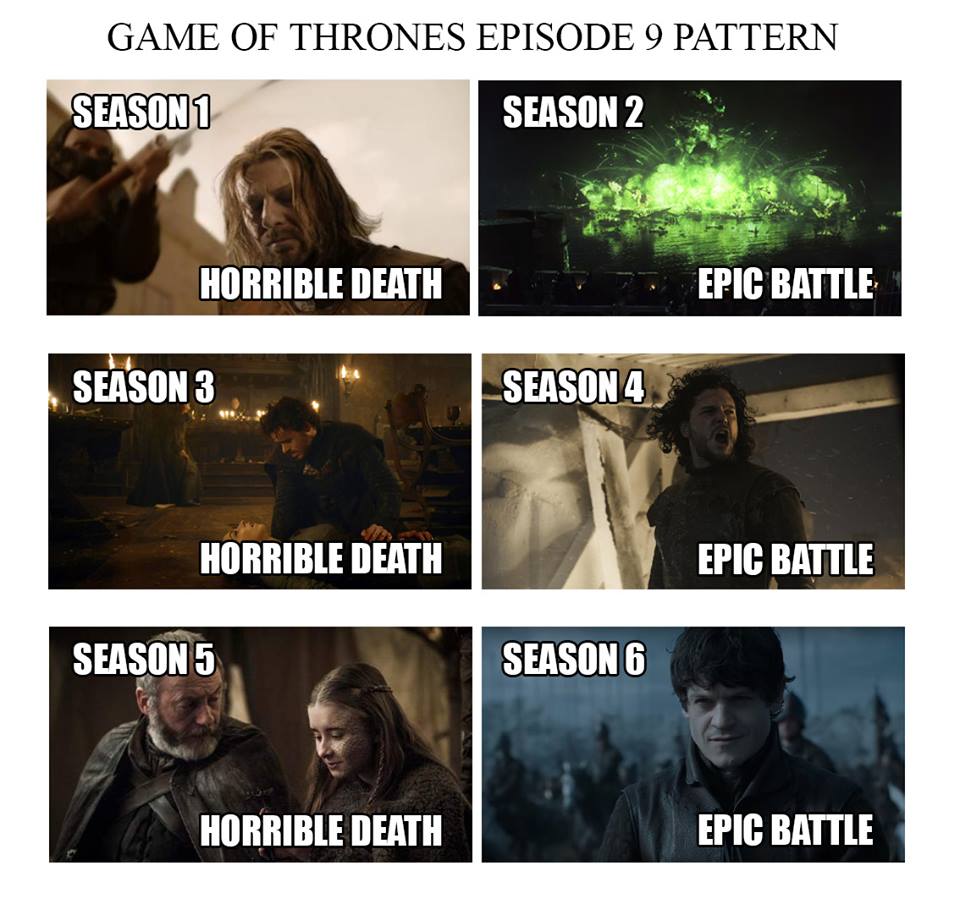 GAME OF THRONES EPISODE 9 PATTERN
SEASON 1
HORRIBLE DEATH
SEASON 2
EPIC BATTLE
SEASON 3
HORRIBLE DEATH
SEASON 4
EPIC BATTLE
SEASON 5
HORRIBLE DEATH
SEASON 6
EPIC BATTLE